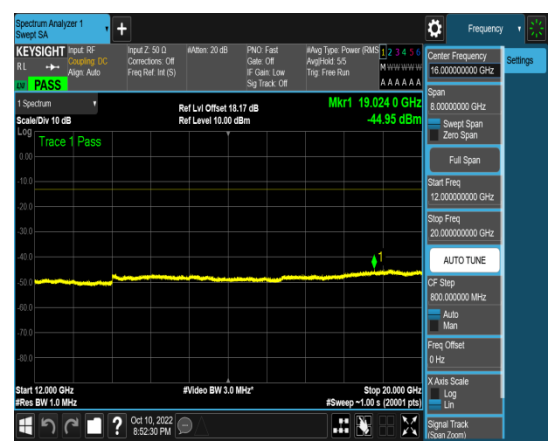 Spectrum Analyzer 1
Swept SA
Frequency
KEYSIGHT
Input: RF
Coupling: DC
Align: Auto
Input Z: 50 Ω
Corrections: Off
Freq Ref: Int (S)
#Atten: 20 dB
PNO: Fast
Gate: Off
IF Gain: Low
Sig Track: Off
#Avg Type: Power (RMS
Avg|Hold: 5/5
Trig: Free Run
1 2 3 4 5 6
M W W W W W
A A A A A A
RL
PASS
1 Spectrum
Scale/Div 10 dB
Ref Lvl Offset 18.17 dB
Ref Level 10.00 dBm
Mkr1 19.024 0 GHz
-44.95 dBm
Log
Trace 1 Pass
0.00
-10.0
-20.0
-30.0
-40.0
-50.0
-60.0
-70.0
-80.0
1
Start 12.000 GHz
#Res BW 1.0 MHz
#Video BW 3.0 MHz*
Stop 20.000 GHz
#Sweep ~1.00 s (20001 pts)
Oct 10, 2022
8:52:30 PM
Center Frequency
16.000000000 GHz
Settings
Span
8.00000000 GHz
Swept Span
Zero Span
Full Span
Start Freq
12.000000000 GHz
Stop Freq
20.000000000 GHz
AUTO TUNE
CF Step
800.000000 MHz
Auto
Man
Freq Offset
0 Hz
X Axis Scale
Log
Lin
Signal Track
(Span Zoom)